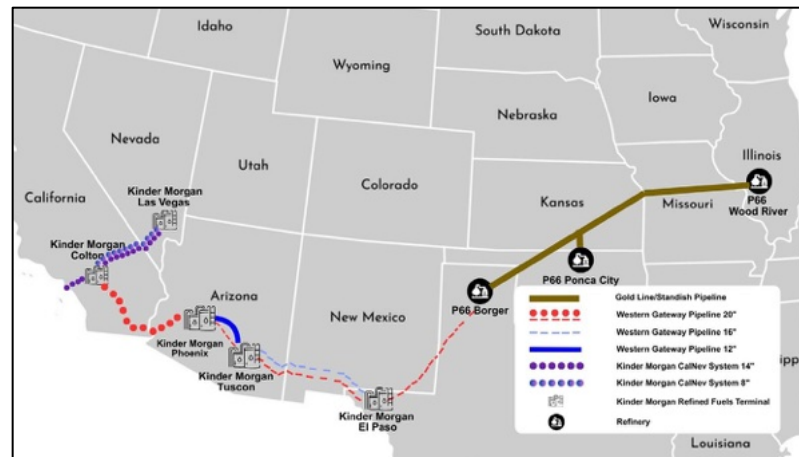 Idaho
South Dakota
Wisconsin
Wyoming
Iowa
Nebraska
Nevada
Illinois
Utah
Colorado
Kansas
Missouri
California
Kinder Morgan
Las Vegas
P66
Wood River
Kinder Morgan
Colton
P66 Ponca City
Arizona
New Mexico
P66 Borger
Kinder Morgan
Phoenix
Kinder Morgan
Tuscon
Kinder Morgan
El Paso
Gold Line/Standish Pipeline
Western Gateway Pipeline 20"
Western Gateway Pipeline 16"
Western Gateway Pipeline 12"
Kinder Morgan CalNev System 14"
Kinder Morgan CalNev System 8"
Kinder Morgan Refined Fuels Terminal
Refinery
Louisiana